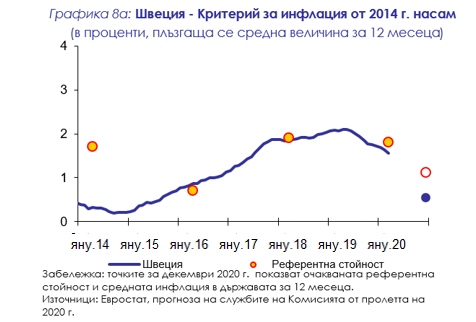 Графика 8а: Швеция - Критерий за инфлация от 2014 г. насам
(в проценти, плъзгаща се средна величина за 12 месеца)
4
3
2
1
0
яну.14 яну.15 яну.16 яну.17 яну.18 яну.19 яну.20
Швеция Референтна стойност
Забележка: точките за декември 2020 г. показват очакваната референтна
стойност и средната инфлация в държавата за 12 месеца.
Източници: Евростат, прогноза на службите на Комисията от пролетта на
2020 г.